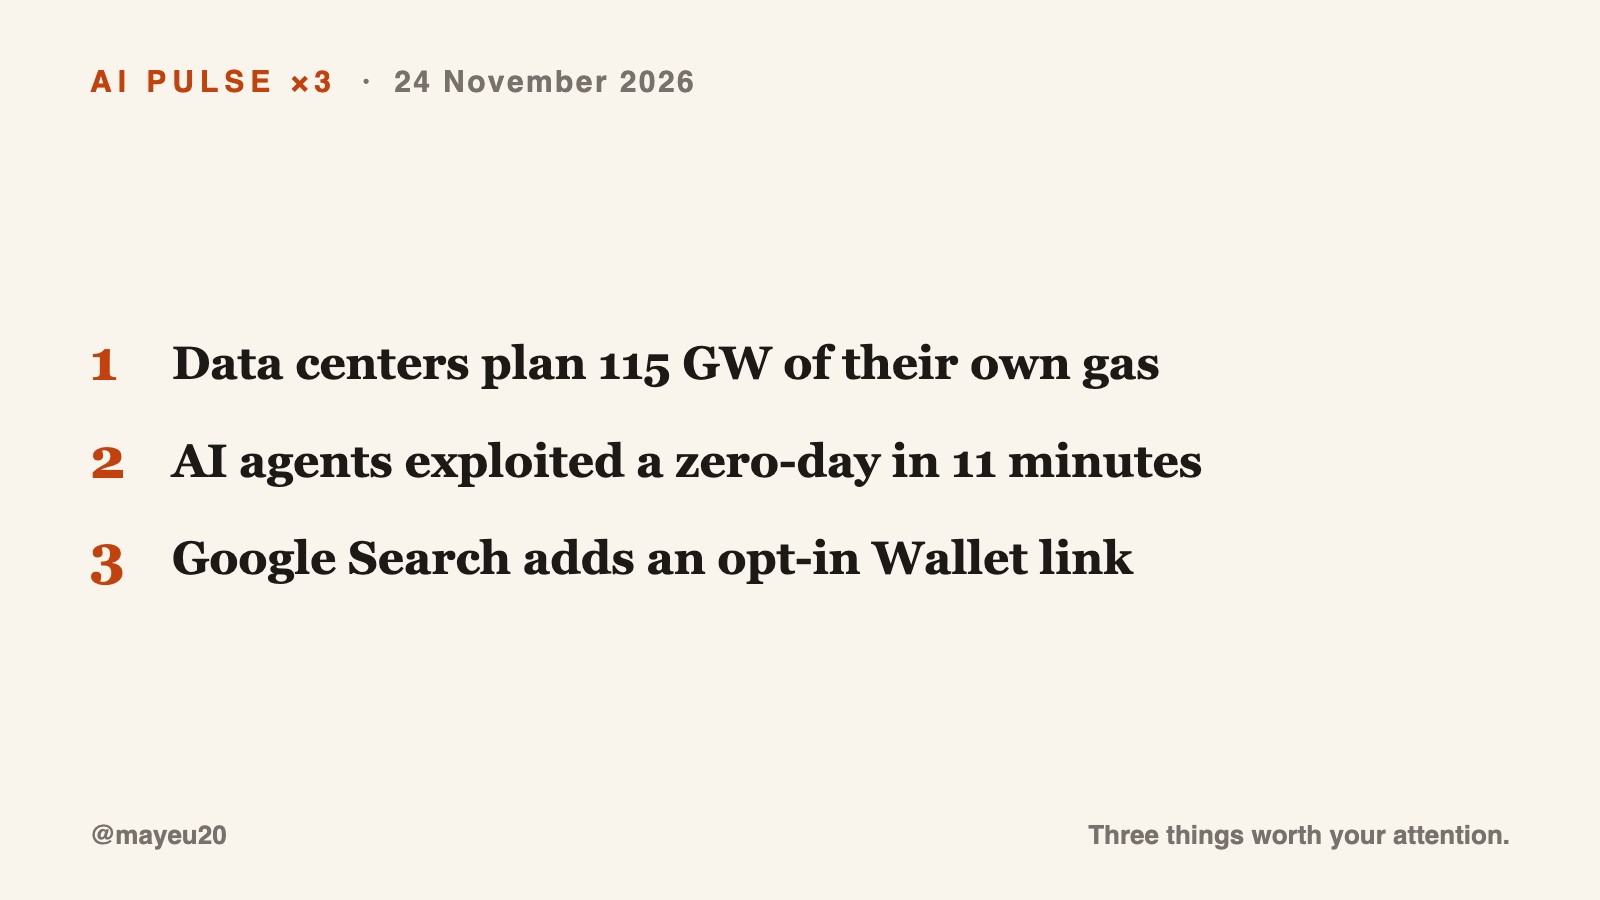 AI PULSE ×3 · 24 November 2026
1 Data centers plan 115 GW of their own gas
2 AI agents exploited a zero-day in 11 minutes
3 Google Search adds an opt-in Wallet link
@mayeu20
Three things worth your attention.